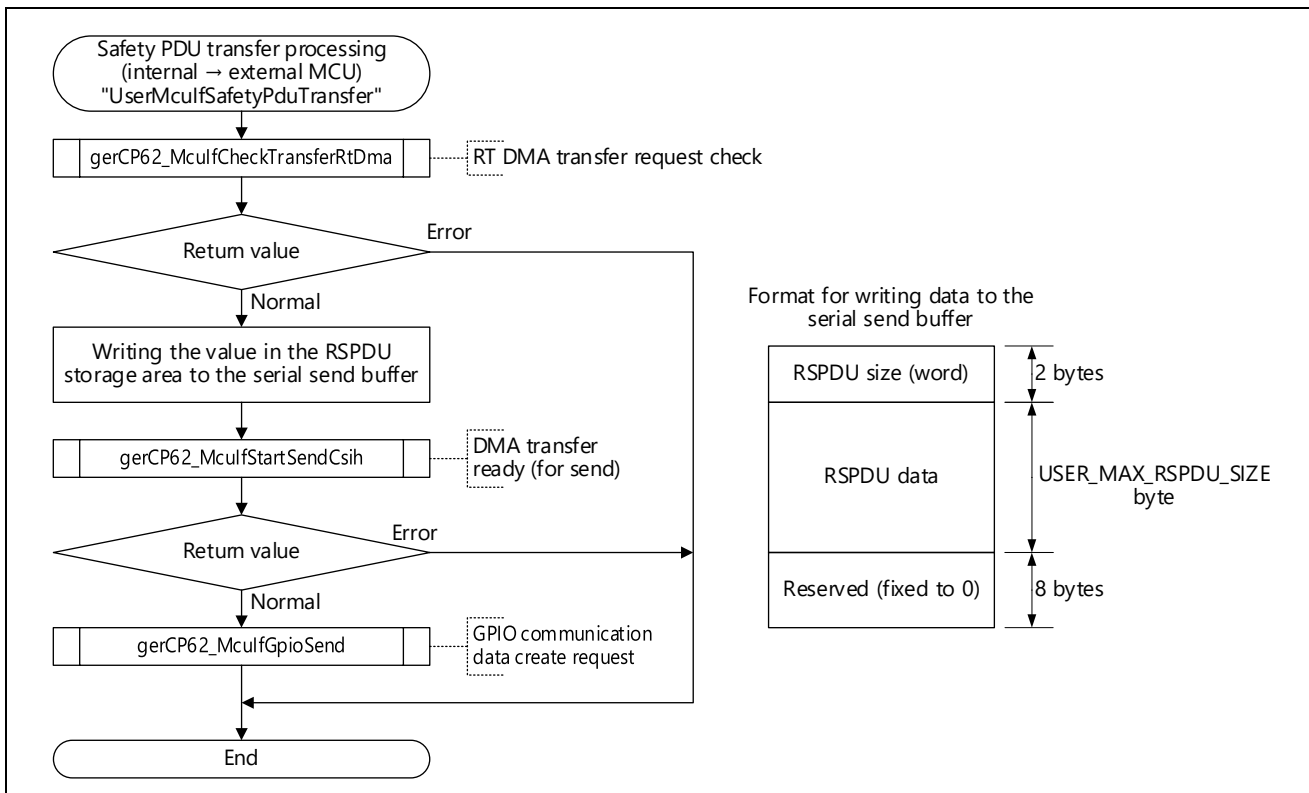 Safety PDU transfer processing
(internal → external MCU)
"UserMcuIfSafetyPduTransfer"
gerCP62_McuIfCheckTransferRtDma
RT DMA transfer request check
Return value
Error
Normal
Writing the value in the RSPDU
storage area to the serial send buffer
gerCP62_McuIfStartSendCsih
DMA transfer
ready (for send)
Return value
Error
Normal
gerCP62_McuIfGpioSend
GPIO communication
data create request
End
Format for writing data to the
serial send buffer
RSPDU size (word)
2 bytes
RSPDU data
USER_MAX_RSPDU_SIZE
byte
Reserved (fixed to 0)
8 bytes